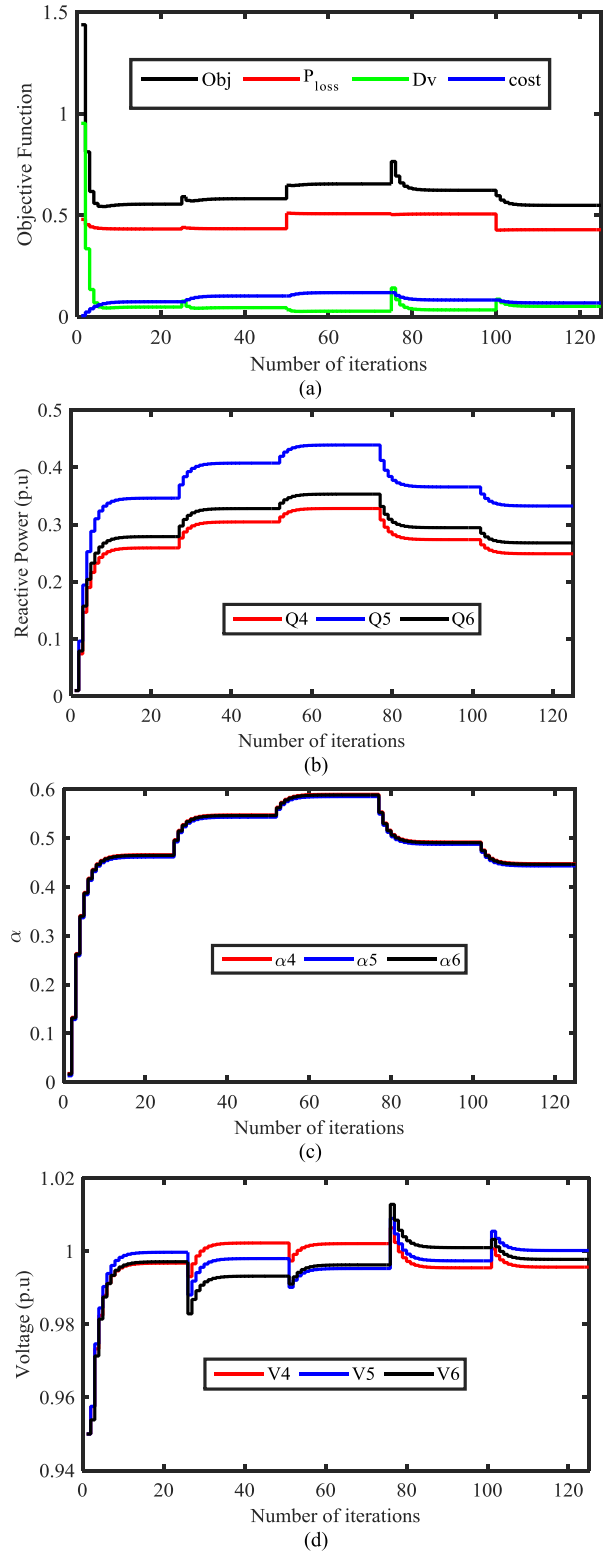 1.5
1
0.5
0
Objective Function
Obj P_loss Dv cost
0 20 40 60 80 100 120
Number of iterations
(a)
0.5
0.4
0.3
0.2
0.1
0
Reactive Power (p.u)
Q4 Q5 Q6
0 20 40 60 80 100 120
Number of iterations
(b)
0.6
0.5
0.4
0.3
0.2
0.1
0
α
α4 α5 α6
0 20 40 60 80 100 120
Number of iterations
(c)
1.02
1
0.98
0.96
0.94
Voltage (p.u)
V4 V5 V6
0 20 40 60 80 100 120
Number of iterations
(d)